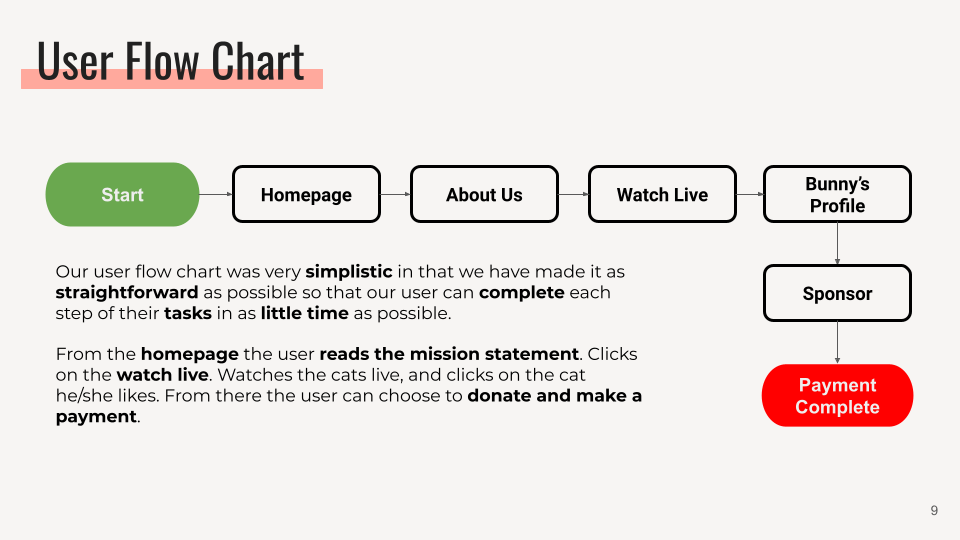 User Flow Chart
Start
Homepage
About Us
Watch Live
Bunny's
Profile
Our user flow chart was very simplistic in that we have made it as
straightforward as possible so that our user can complete each
step of their tasks in as little time as possible.
Sponsor
From the homepage the user reads the mission statement. Clicks
on the watch live. Watches the cats live, and clicks on the cat
he/she likes. From there the user can choose to donate and make a
payment.
Payment
Complete
9